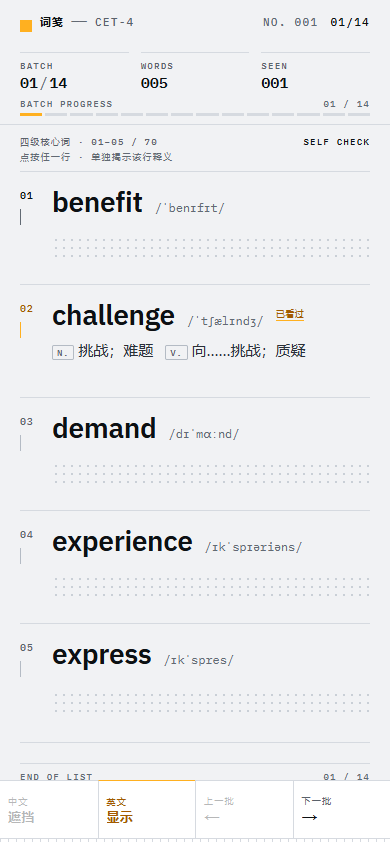 词笺 — CET-4 NO. 001 01/14
BATCH WORDS SEEN
01/14 005 001
BATCH PROGRESS 01 / 14
四级核心词 · 01–05 / 70 SELF CHECK
点按任一行 · 单独揭示该行释义
01 benefit /ˈbenɪfɪt/
02 challenge /ˈtʃælɪndʒ/ 已看过
N. 挑战；难题 V. 向……挑战；质疑
03 demand /dɪˈmɑːnd/
04 experience /ɪkˈspɪəriəns/
05 express /ɪkˈspres/
END OF LIST 01 / 14
中文 英文 上一批 下一批
遮挡 显示 ← →